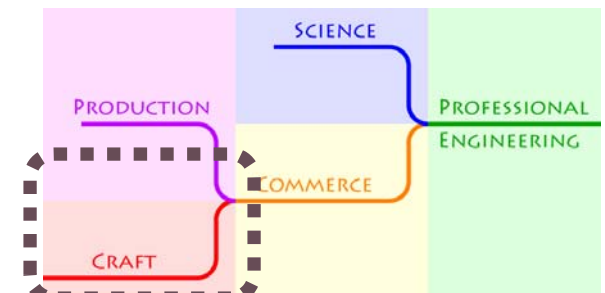 SCIENCE
PRODUCTION
PROFESSIONAL
ENGINEERING
COMMERCE
CRAFT